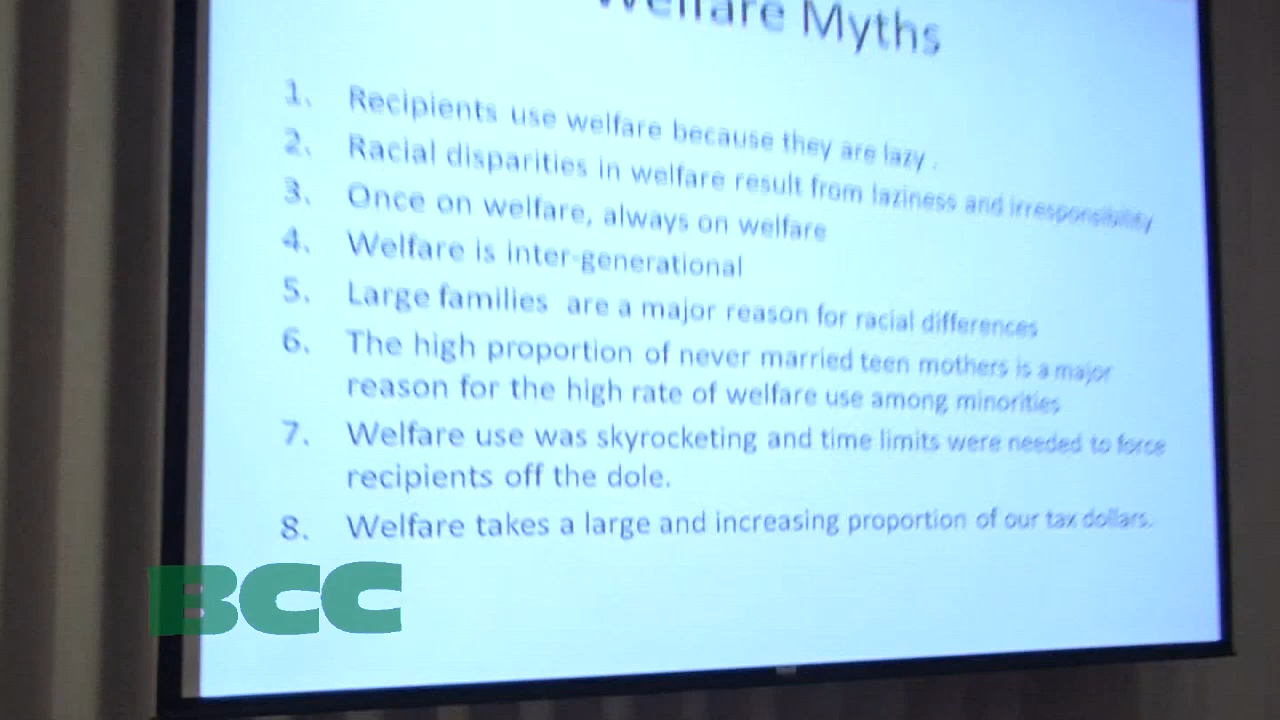 Welfare Myths
1. Recipients use welfare because they are lazy .
2. Racial disparities in welfare result from laziness and irresponsibility
3. Once on welfare, always on welfare
4. Welfare is inter-generational
5. Large families are a major reason for racial differences
6. The high proportion of never married teen mothers is a major
reason for the high rate of welfare use among minorities
7. Welfare use was skyrocketing and time limits were needed to force
recipients off the dole.
8. Welfare takes a large and increasing proportion of our tax dollars.
BCC